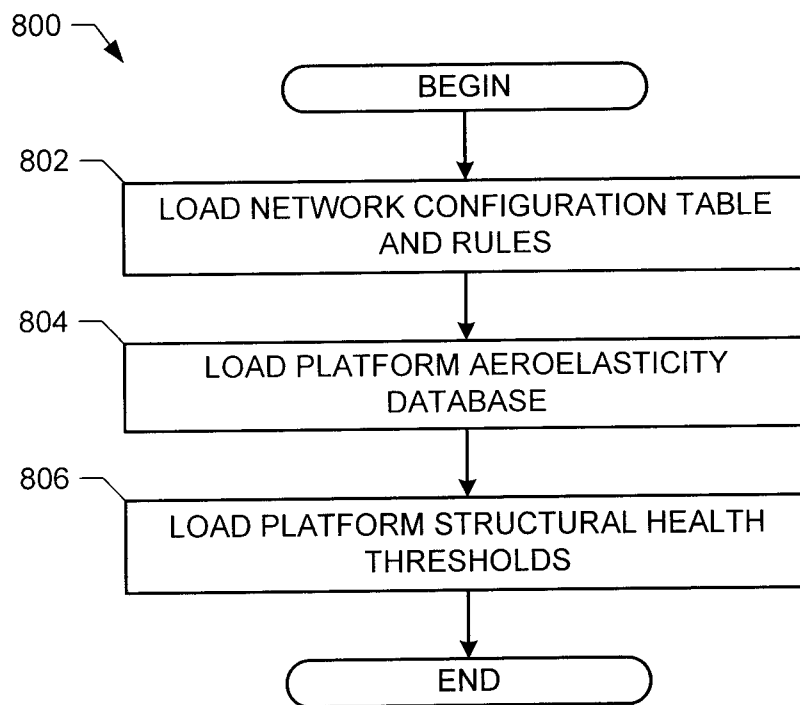 800
BEGIN
802
LOAD NETWORK CONFIGURATION TABLE
AND RULES
804
LOAD PLATFORM AEROELASTICITY
DATABASE
806
LOAD PLATFORM STRUCTURAL HEALTH
THRESHOLDS
END